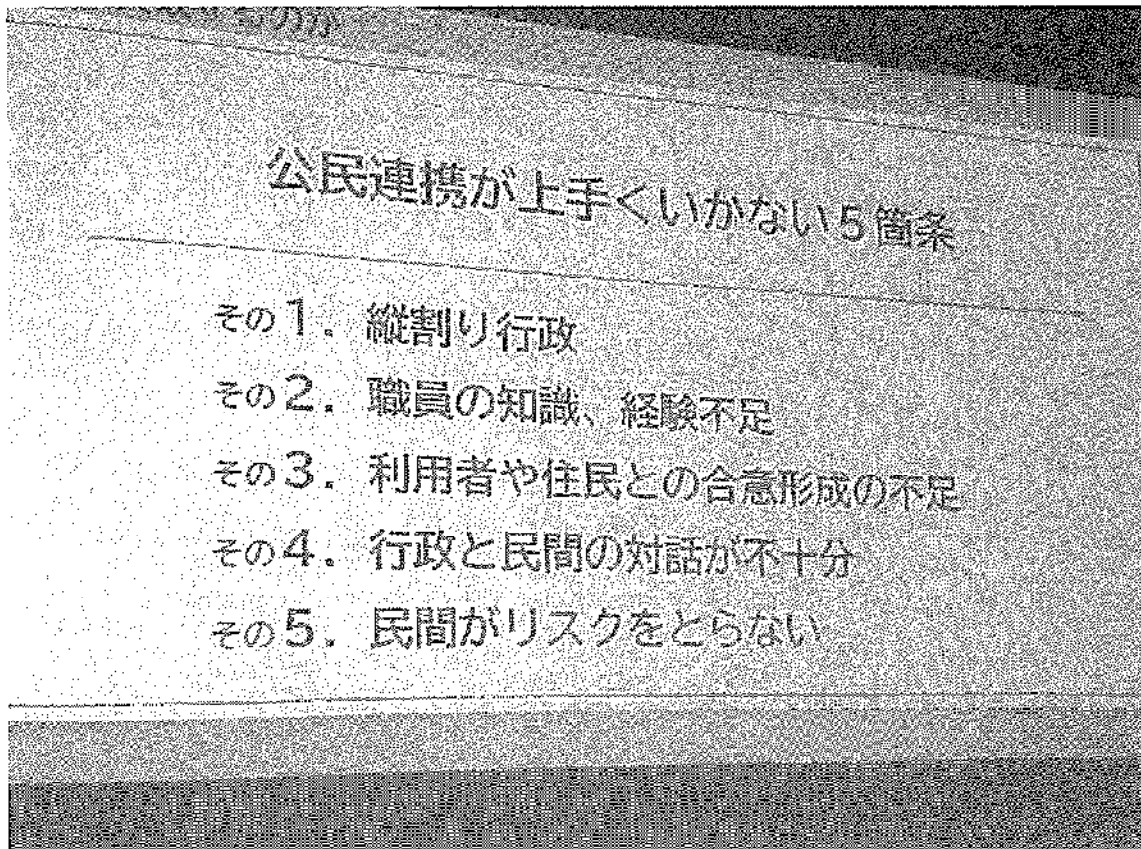 ものか
公民連携が上手くいかない5箇条
その1. 縦割り行政
その2. 職員の知識、経験不足
その3. 利用者や住民との合意形成の不足
その4. 行政と民間の対話が不十分
その5. 民間がリスクをとらない